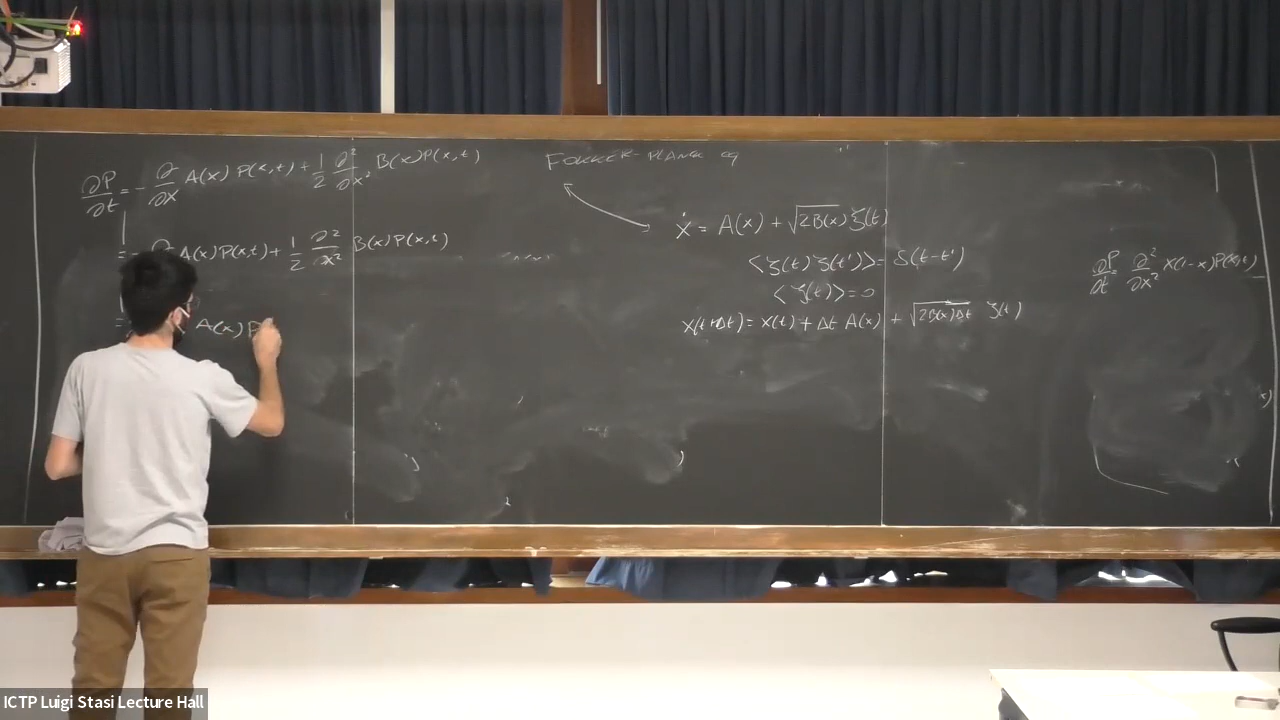 ∂P/∂t = - ∂/∂x A(x) P(x,t) + 1/2 ∂²/∂x² B(x)P(x,t)
= - ∂ A(x)P(x,t) + 1/2 ∂²/∂x² B(x)P(x,t)
= A(x) P
FOKKER-PLANK EQ
ẋ = A(x) + √2B(x) ξ(t)
<ξ(t) ξ(t')> = δ(t-t')
<ξ(t)> = 0
x(t+Δt) = x(t) + Δt A(x) + √2B(x)Δt ξ(t)
∂P/∂t ∂²/∂x² x(1-x)P(x,t)
ICTP Luigi Stasi Lecture Hall